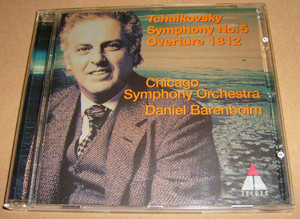 Tchaikovsky
Symphony No.5
Overture 1812
Chicago
Symphony Orchestra
Daniel Barenboim
TELDEC